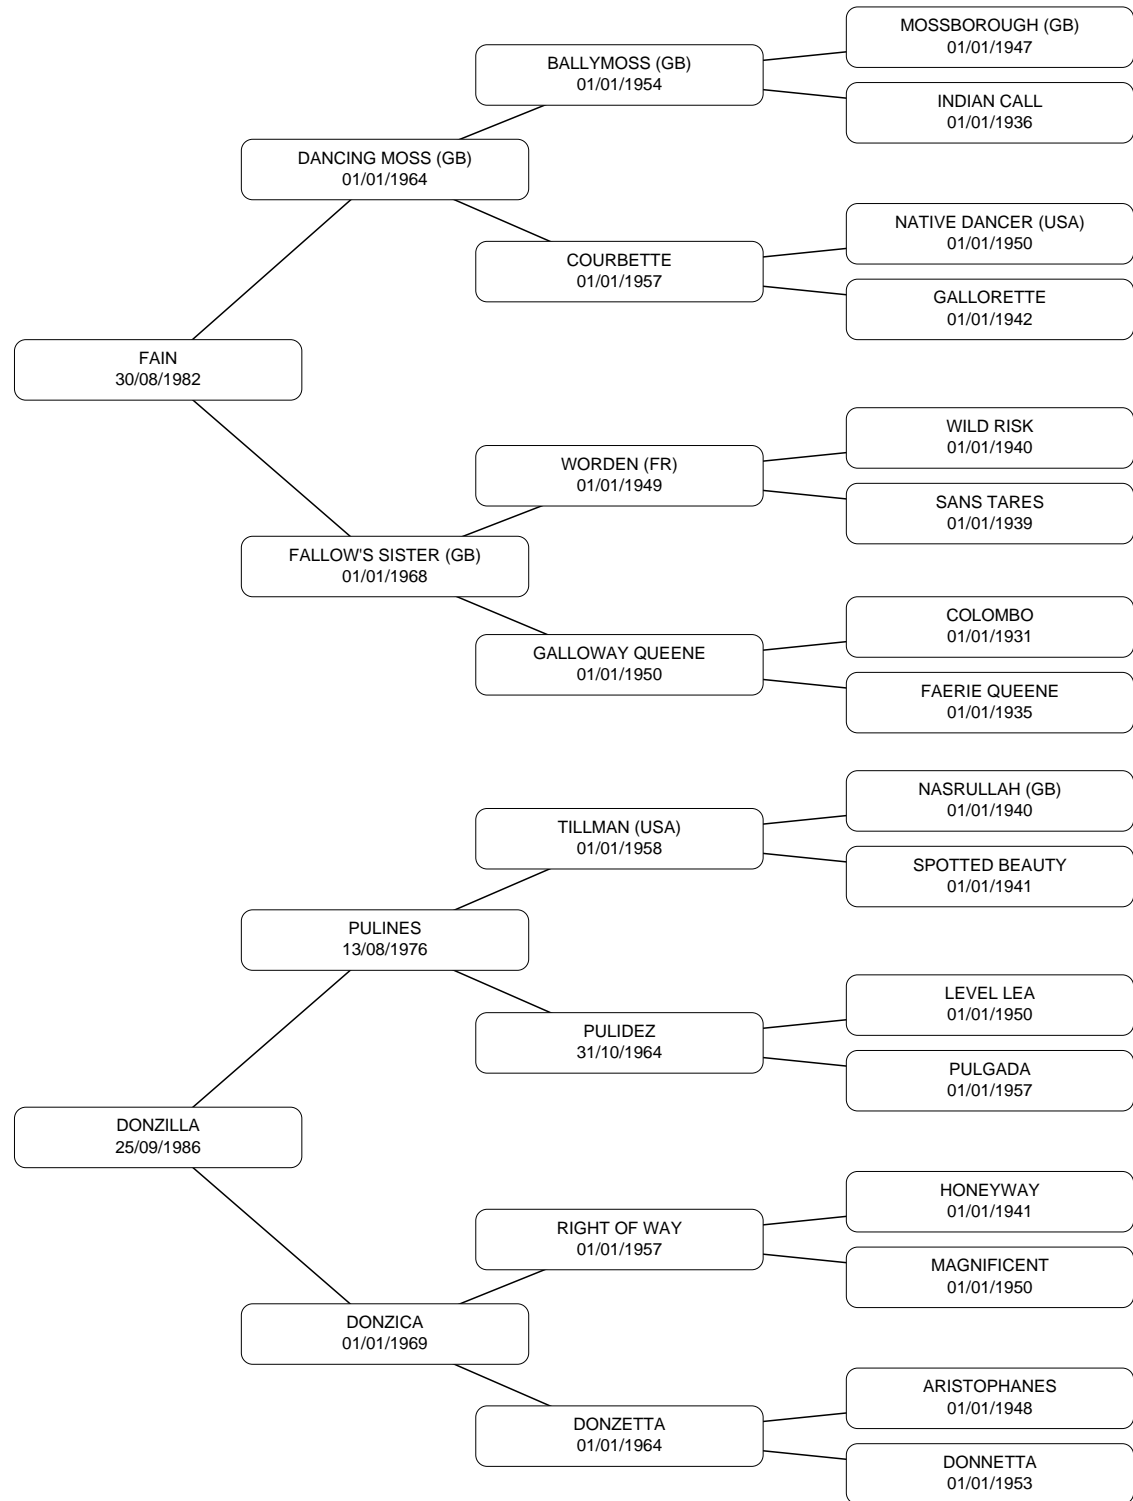 MOSSBOROUGH (GB)
01/01/1947
BALLYMOSS (GB)
01/01/1954
INDIAN CALL
01/01/1936
DANCING MOSS (GB)
01/01/1964
NATIVE DANCER (USA)
01/01/1950
COURBETTE
01/01/1957
GALLORETTE
01/01/1942
FAIN
30/08/1982
WILD RISK
01/01/1940
WORDEN (FR)
01/01/1949
SANS TARES
01/01/1939
FALLOW'S SISTER (GB)
01/01/1968
COLOMBO
01/01/1931
GALLOWAY QUEENE
01/01/1950
FAERIE QUEENE
01/01/1935
NASRULLAH (GB)
01/01/1940
TILLMAN (USA)
01/01/1958
SPOTTED BEAUTY
01/01/1941
PULINES
13/08/1976
LEVEL LEA
01/01/1950
PULIDEZ
31/10/1964
PULGADA
01/01/1957
DONZILLA
25/09/1986
HONEYWAY
01/01/1941
RIGHT OF WAY
01/01/1957
MAGNIFICENT
01/01/1950
DONZICA
01/01/1969
ARISTOPHANES
01/01/1948
DONZETTA
01/01/1964
DONNETTA
01/01/1953